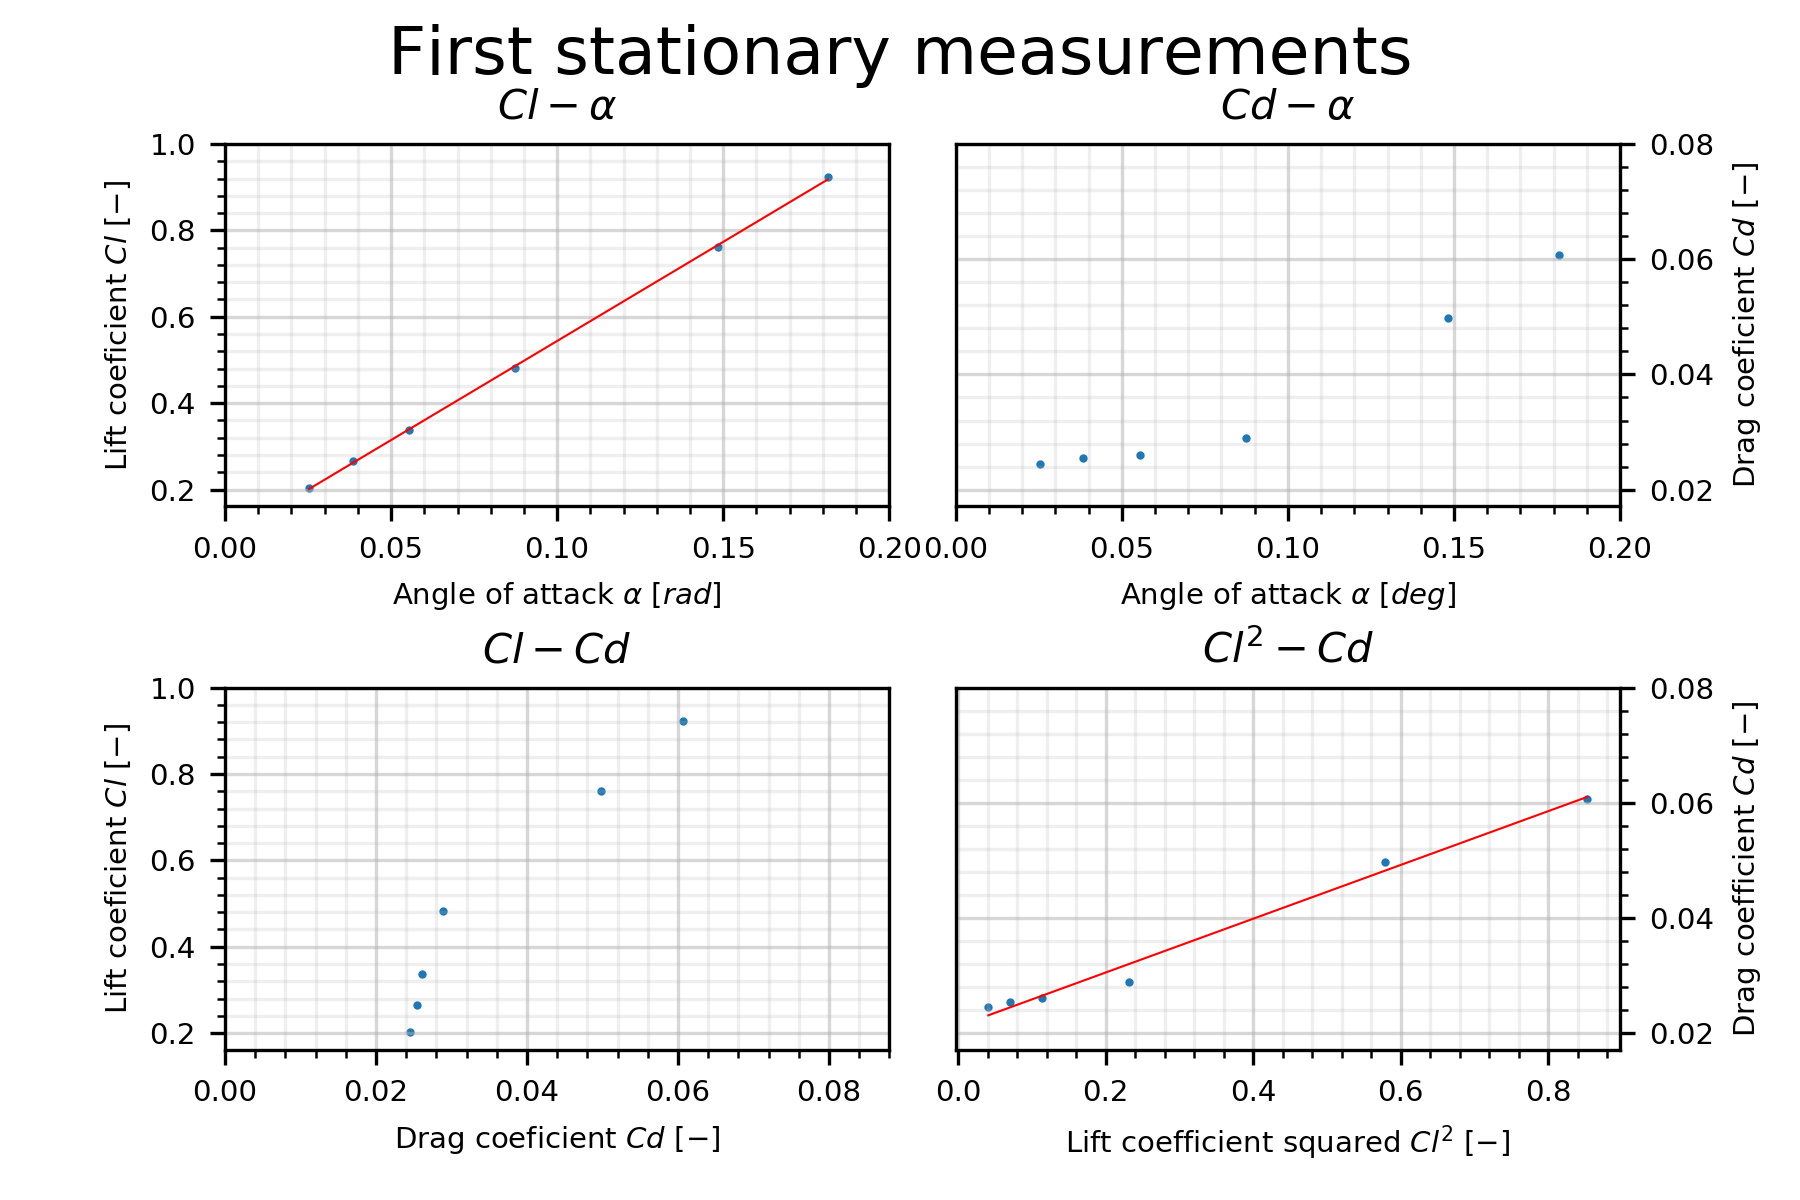 First stationary measurements
Cl − α
Cd − α
1.0
0.8
0.6
0.4
0.2
Lift coeficient Cl [−]
0.00 0.05 0.10 0.15 0.20
Angle of attack α [rad]
0.08
0.06
0.04
0.02
Drag coeficient Cd [−]
0.00 0.05 0.10 0.15 0.20
Angle of attack α [deg]
Cl − Cd
Cl² − Cd
1.0
0.8
0.6
0.4
0.2
Lift coeficient Cl [−]
0.00 0.02 0.04 0.06 0.08
Drag coeficient Cd [−]
0.08
0.06
0.04
0.02
Drag coefficient Cd [−]
0.0 0.2 0.4 0.6 0.8
Lift coefficient squared Cl² [−]